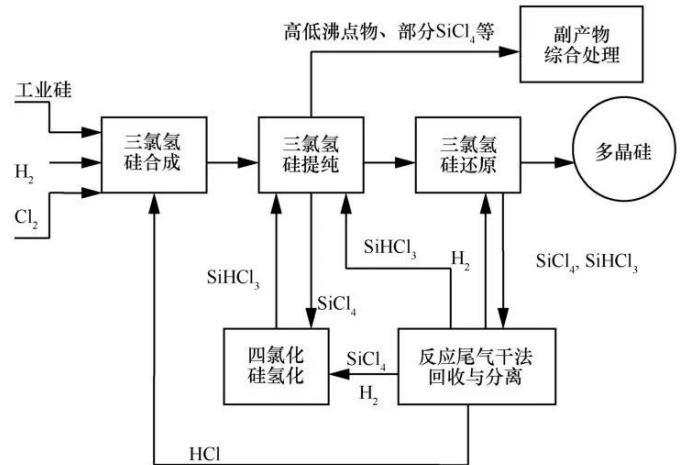 高低沸点物、部分SiCl₄等
副产物
综合处理
工业硅
H₂
Cl₂
三氯氢
硅合成
三氯氢
硅提纯
三氯氢
硅还原
多晶硅
SiHCl₃
SiCl₄
SiHCl₃
H₂
SiCl₄, SiHCl₃
四氯化
硅氢化
SiCl₄
H₂
反应尾气干法
回收与分离
HCl